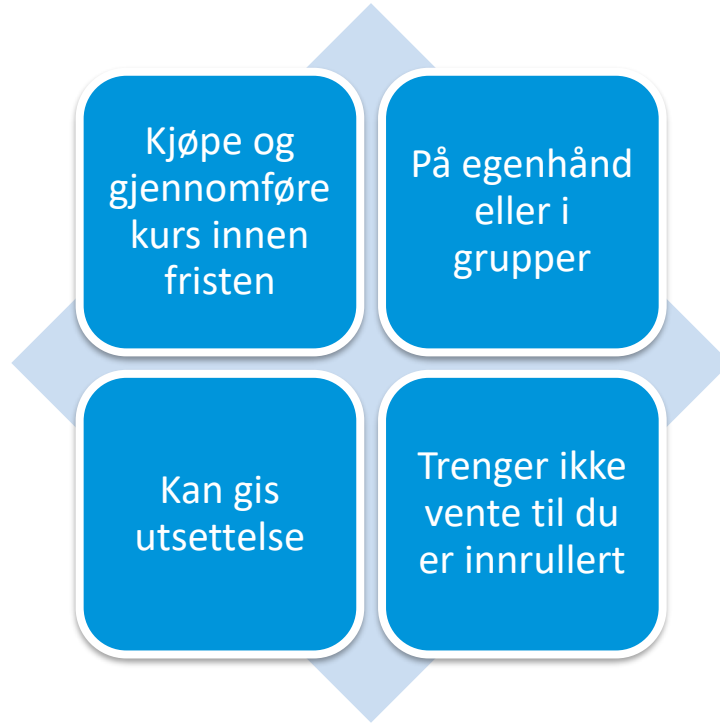 Kjøpe og
gjennomføre
kurs innen
fristen
På egenhånd
eller i
grupper
Kan gis
utsettelse
Trenger ikke
vente til du
er innrullert